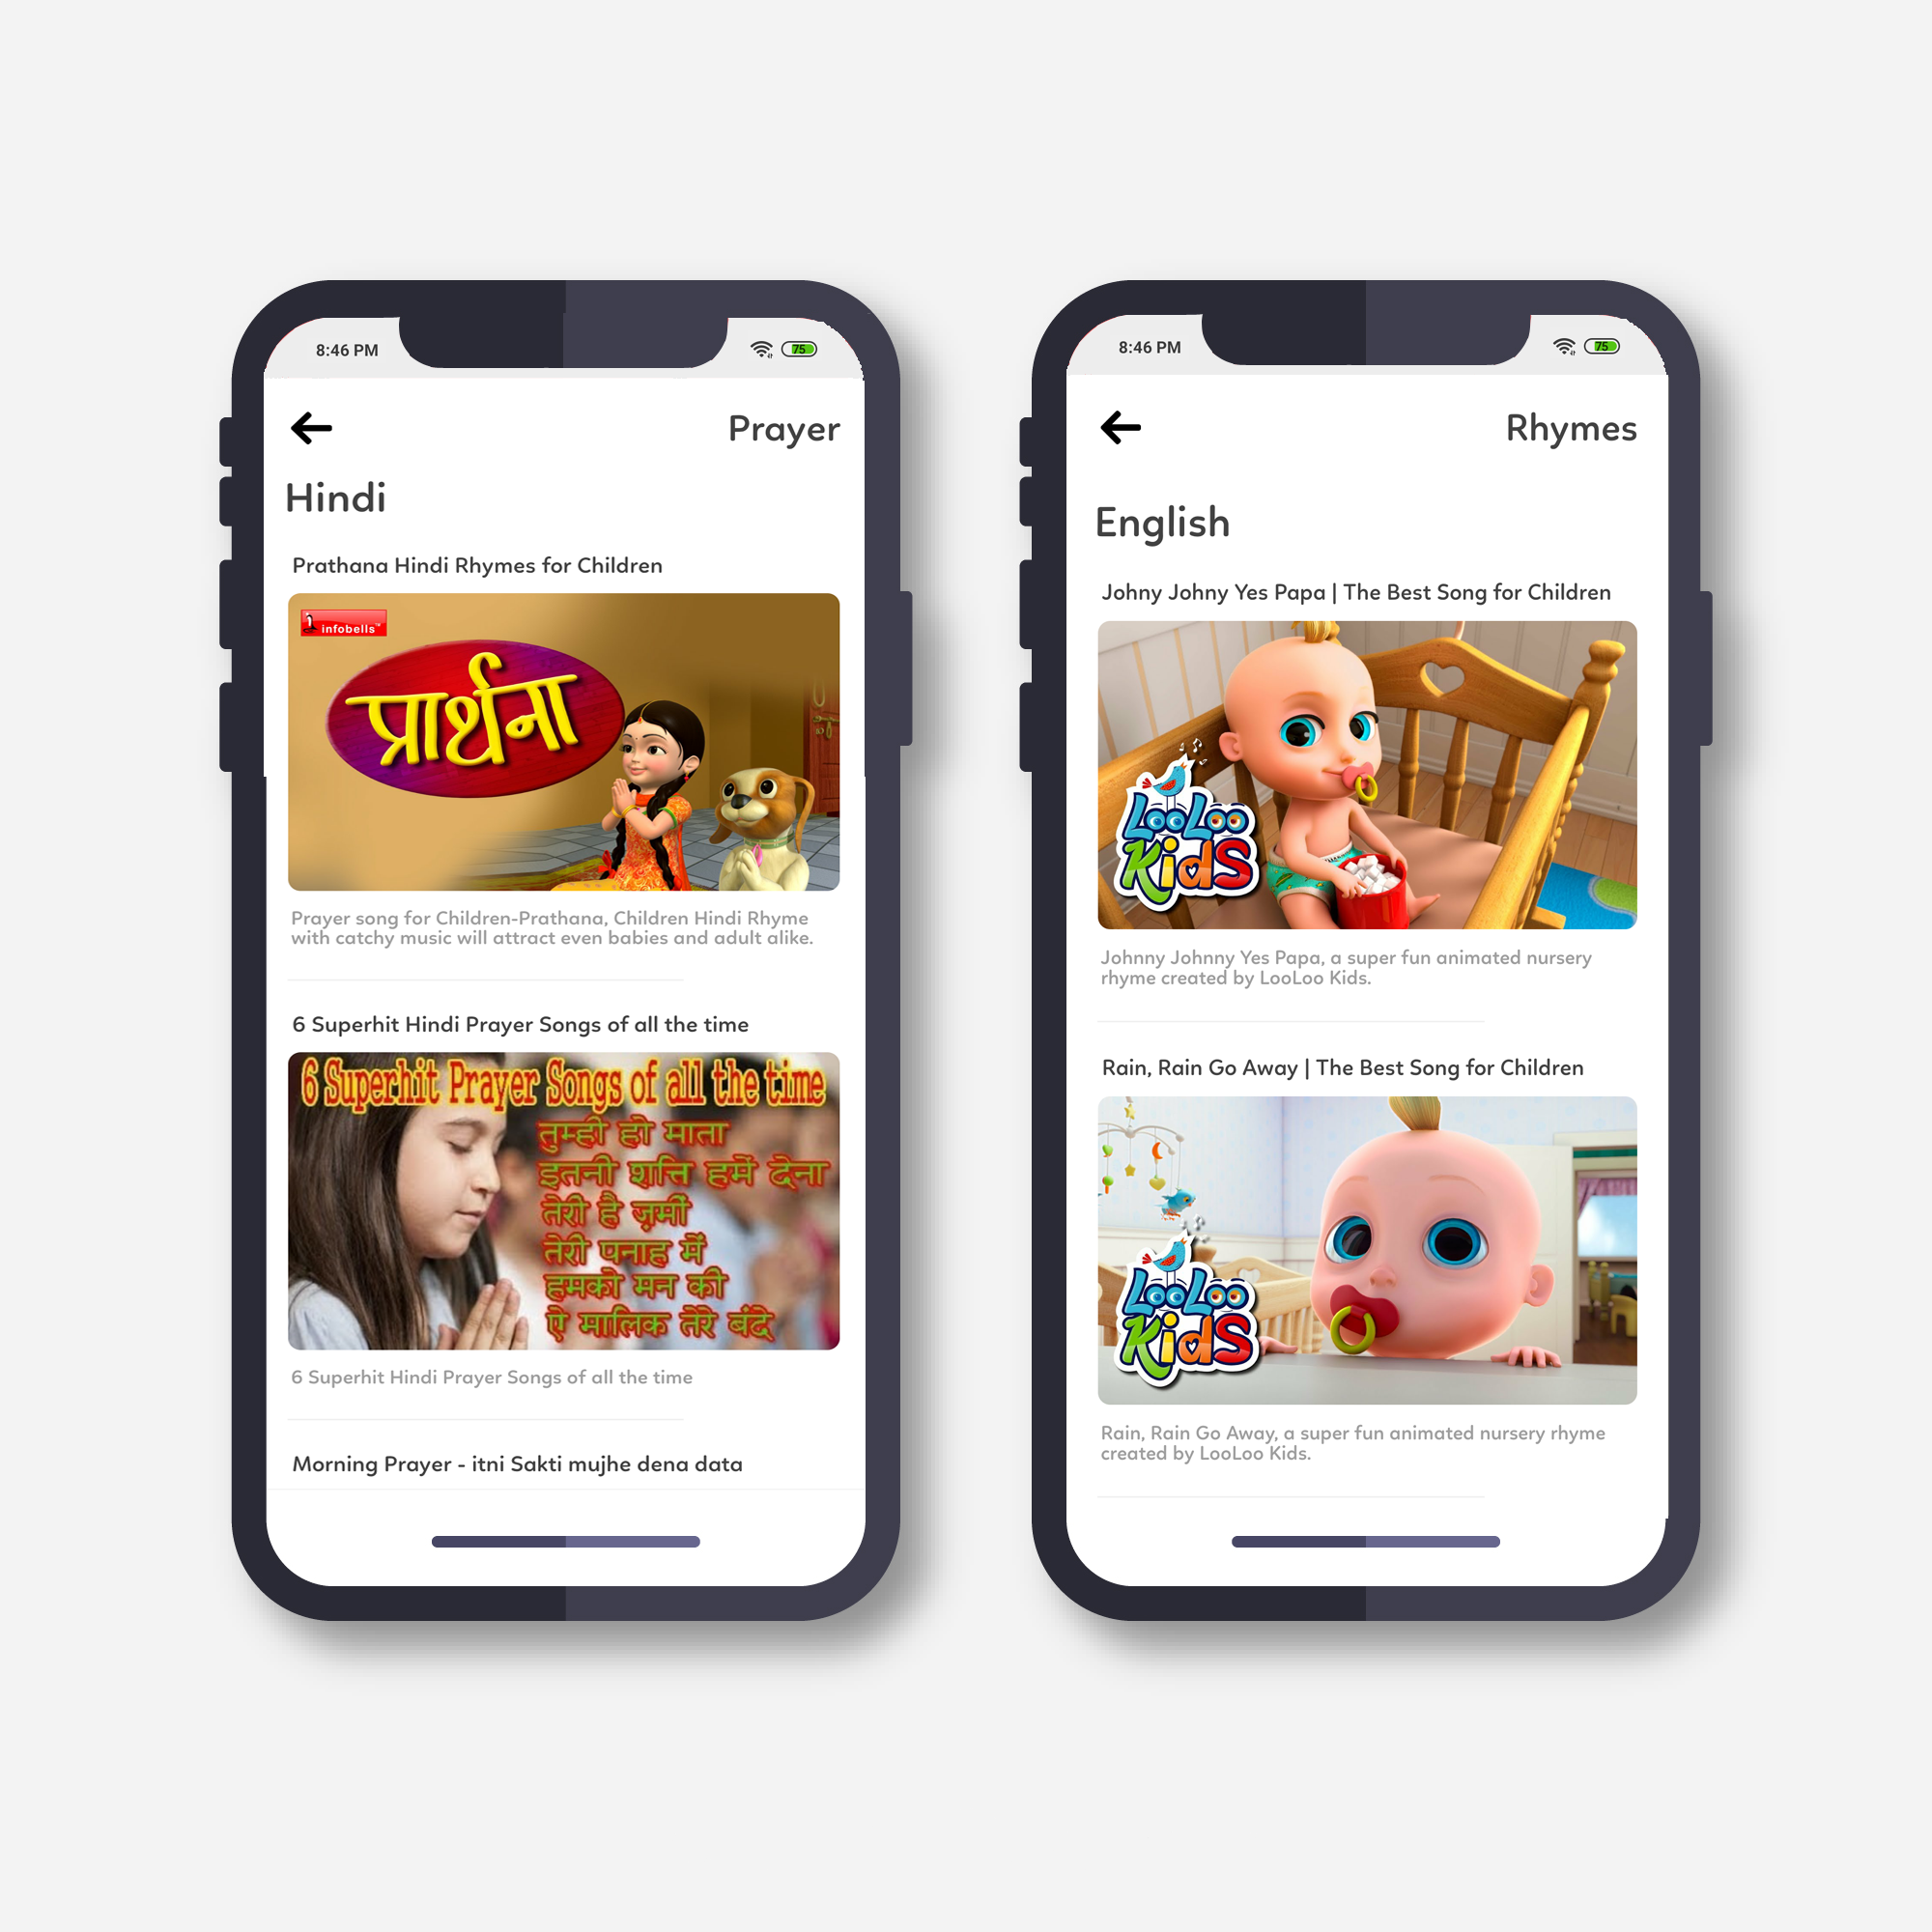 8:46 PM
75
Prayer
Hindi
Prathana Hindi Rhymes for Children
infobells™
प्रार्थना
Prayer song for Children-Prathana, Children Hindi Rhyme
with catchy music will attract even babies and adult alike.
6 Superhit Hindi Prayer Songs of all the time
6 Superhit Prayer Songs of all the time
तुम्ही हो माता
इतनी शक्ति हमें देना
तेरी है ज़मीं
तेरी पनाह में
हमको मन की
ऐ मालिक तेरे बंदे
6 Superhit Hindi Prayer Songs of all the time
Morning Prayer - itni Sakti mujhe dena data
8:46 PM
75
Rhymes
English
Johny Johny Yes Papa | The Best Song for Children
LooLoo
Kids
Johnny Johnny Yes Papa, a super fun animated nursery
rhyme created by LooLoo Kids.
Rain, Rain Go Away | The Best Song for Children
LooLoo
Kids
Rain, Rain Go Away, a super fun animated nursery rhyme
created by LooLoo Kids.